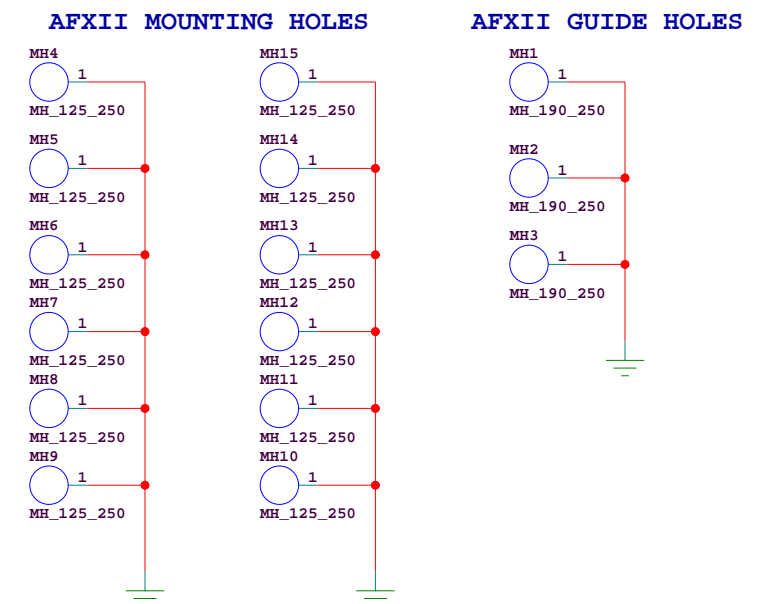 AFXII MOUNTING HOLES
MH4
1
MH_125_250
MH5
1
MH_125_250
MH6
1
MH_125_250
MH7
1
MH_125_250
MH8
1
MH_125_250
MH9
1
MH_125_250
MH15
1
MH_125_250
MH14
1
MH_125_250
MH13
1
MH_125_250
MH12
1
MH_125_250
MH11
1
MH_125_250
MH10
1
MH_125_250
AFXII GUIDE HOLES
MH1
1
MH_190_250
MH2
1
MH_190_250
MH3
1
MH_190_250